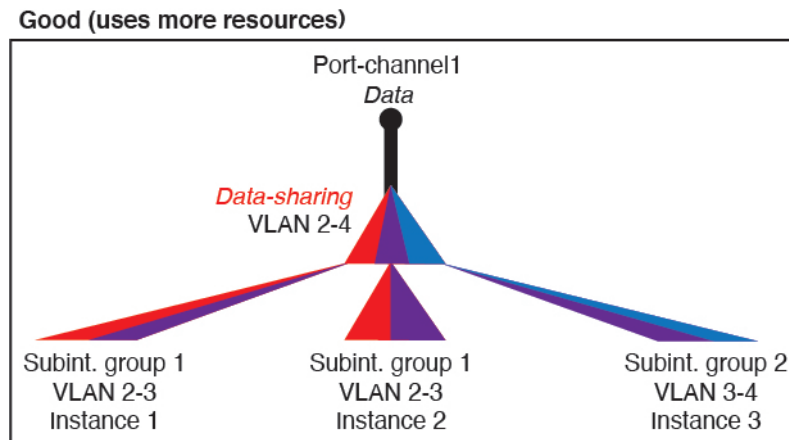 Good (uses more resources)
Port-channel1
Data
Data-sharing
VLAN 2-4
Subint. group 1
VLAN 2-3
Instance 1
Subint. group 1
VLAN 2-3
Instance 2
Subint. group 2
VLAN 3-4
Instance 3